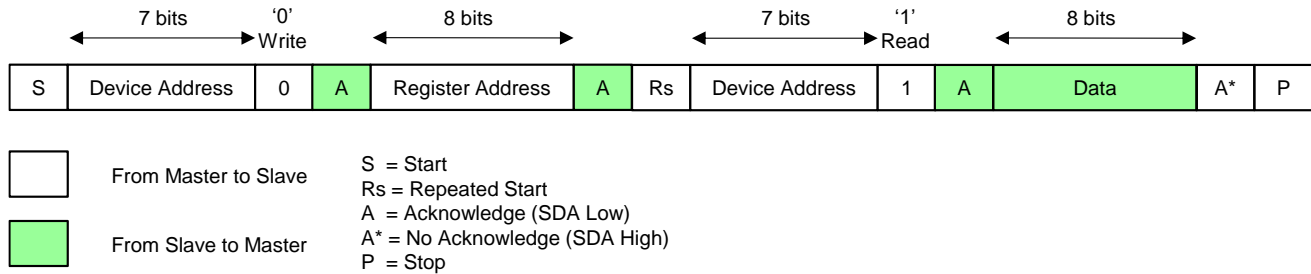 7 bits ‘0’ Write 8 bits 7 bits ‘1’ Read 8 bits
S Device Address 0 A Register Address A Rs Device Address 1 A Data A* P
From Master to Slave
From Slave to Master
S = Start
Rs = Repeated Start
A = Acknowledge (SDA Low)
A* = No Acknowledge (SDA High)
P = Stop